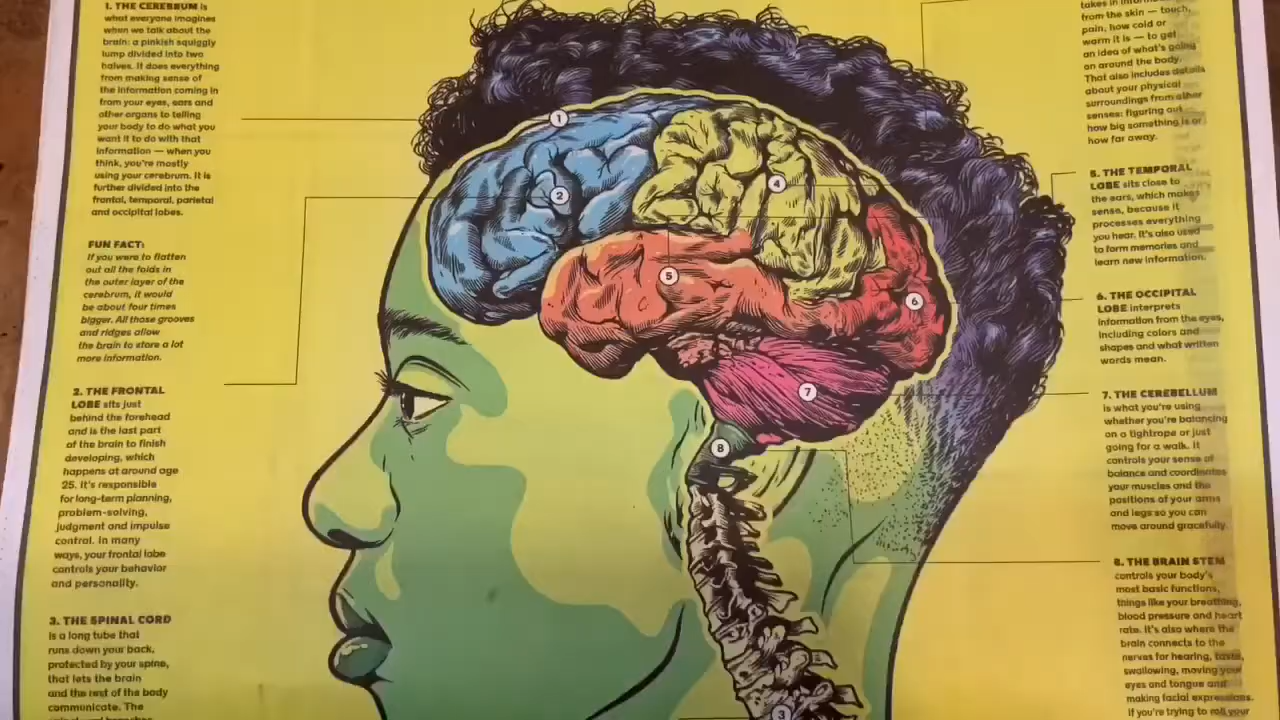 1. THE CEREBRUM is
what everyone imagines
when we talk about the
brain: a pinkish squiggly
lump divided into two
halves. It does everything
from making sense of
the information coming in
from your eyes, ears and
other organs to telling
your body to do what you
want it to do with that
information — when you
think, you're mostly
using your cerebrum. It is
further divided into the
frontal, temporal, parietal
and occipital lobes.
FUN FACT:
If you were to flatten
out all the folds in
the outer layer of the
cerebrum, it would
be about four times
bigger. All those grooves
and ridges allow
the brain to store a lot
more information.
2. THE FRONTAL
LOBE sits just
behind the forehead
and is the last part
of the brain to finish
developing, which
happens at around age
25. It's responsible
for long-term planning,
problem-solving,
judgment and impulse
control. In many
ways, your frontal lobe
controls your behavior
and personality.
3. THE SPINAL CORD
is a long tube that
runs down your back,
protected by your spine,
that lets the brain
and the rest of the body
communicate. The
1
2
4
5
6
7
8
3
takes in
from the skin — touch,
pain, how cold or
warm it is — to get
an idea of what's going
on around the body.
That also includes details
about your physical
surroundings from other
senses: figuring out
how big something is or
how far away.
5. THE TEMPORAL
LOBE sits close to
the ears, which makes
sense, because it
processes everything
you hear. It's also used
to form memories and
learn new information.
6. THE OCCIPITAL
LOBE interprets
information from the eyes,
including colors and
shapes and what written
words mean.
7. THE CEREBELLUM
is what you're using
whether you're balancing
on a tightrope or just
going for a walk. It
controls your sense of
balance and coordinates
your muscles and the
positions of your arms
and legs so you can
move around gracefully.
8. THE BRAIN STEM
controls your body's
most basic functions,
things like your breathing,
blood pressure and heart
rate. It's also where the
brain connects to the
nerves for hearing, taste,
swallowing, moving your
eyes and tongue and
making facial expressions.
If you're trying to roll your